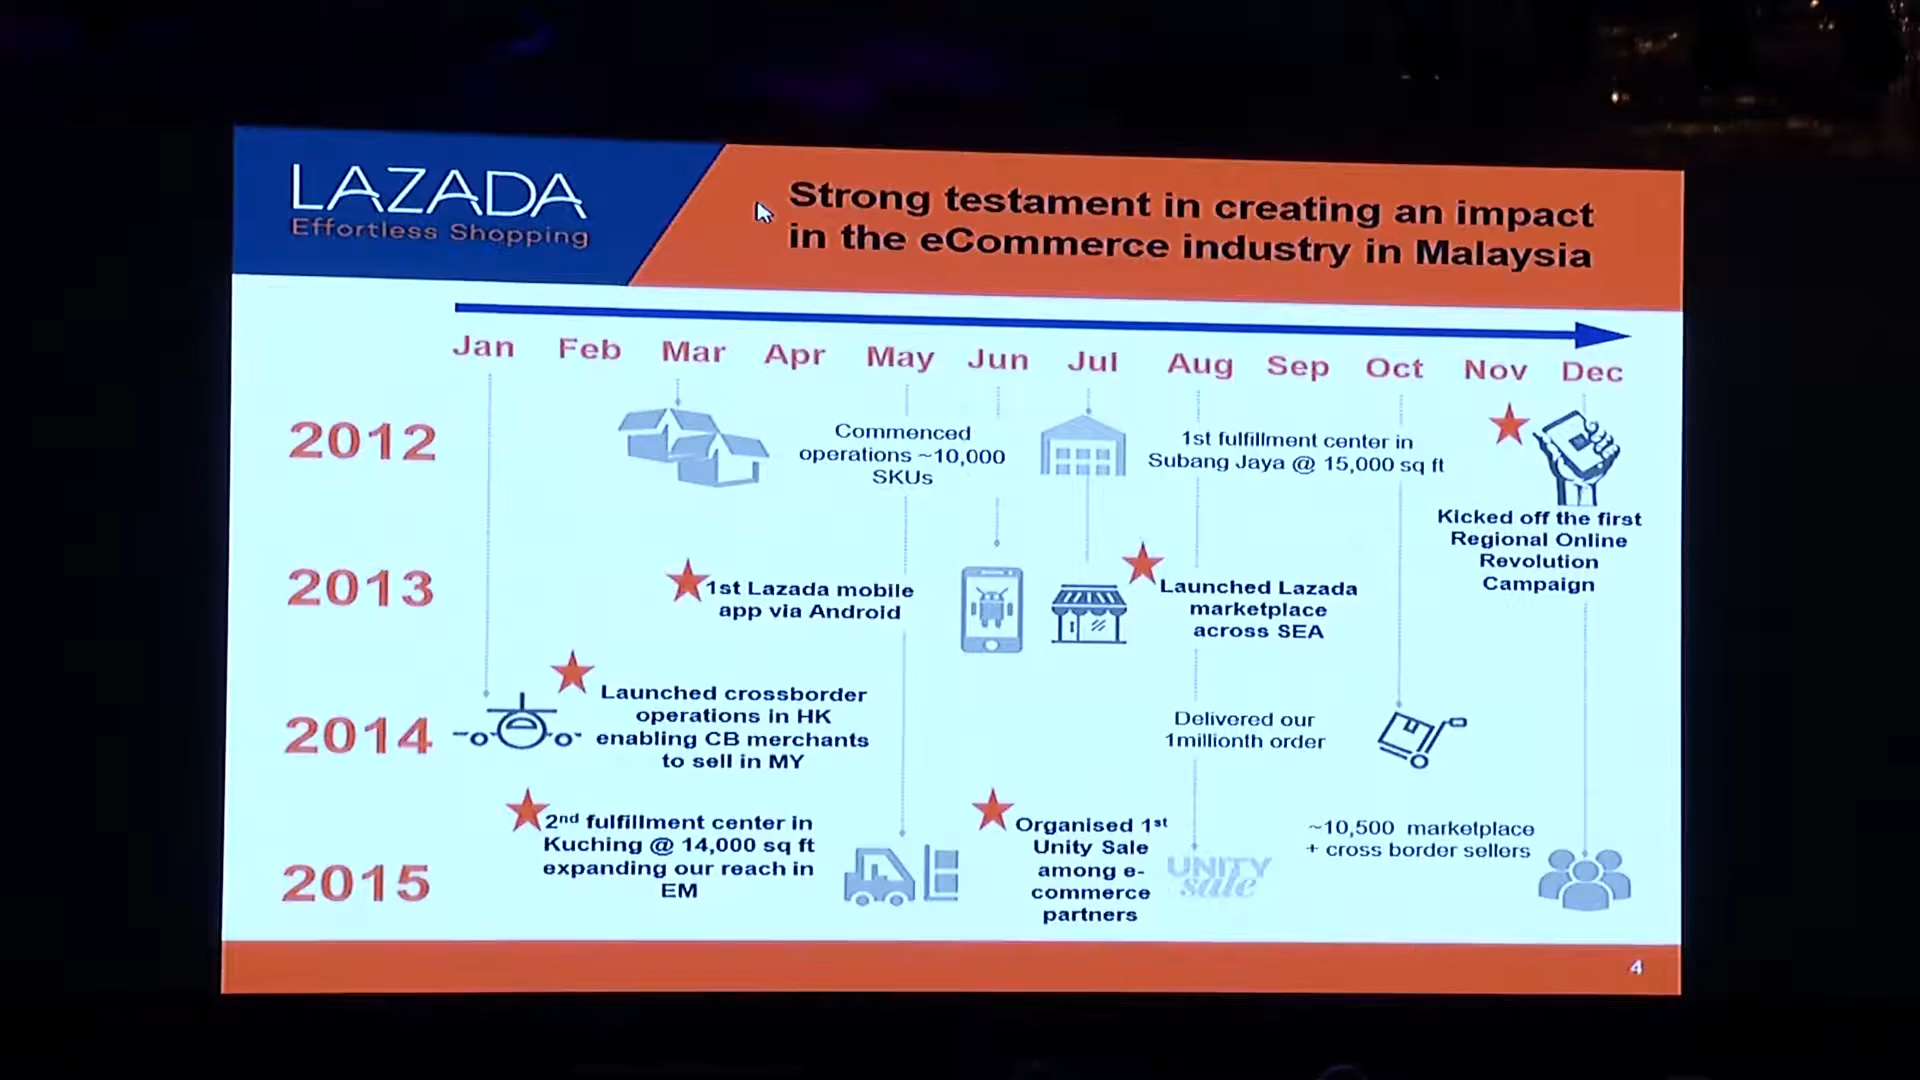 LAZADA
Effortless Shopping
Strong testament in creating an impact
in the eCommerce industry in Malaysia
Jan Feb Mar Apr May Jun Jul Aug Sep Oct Nov Dec
2012
Commenced
operations ~10,000
SKUs
1st fulfillment center in
Subang Jaya @ 15,000 sq ft
Kicked off the first
Regional Online
Revolution
Campaign
2013
1st Lazada mobile
app via Android
Launched Lazada
marketplace
across SEA
2014
Launched crossborder
operations in HK
enabling CB merchants
to sell in MY
Delivered our
1millionth order
2015
2nd fulfillment center in
Kuching @ 14,000 sq ft
expanding our reach in
EM
Organised 1st
Unity Sale
among e-
commerce
partners
UNITY
sale
~10,500 marketplace
+ cross border sellers
4